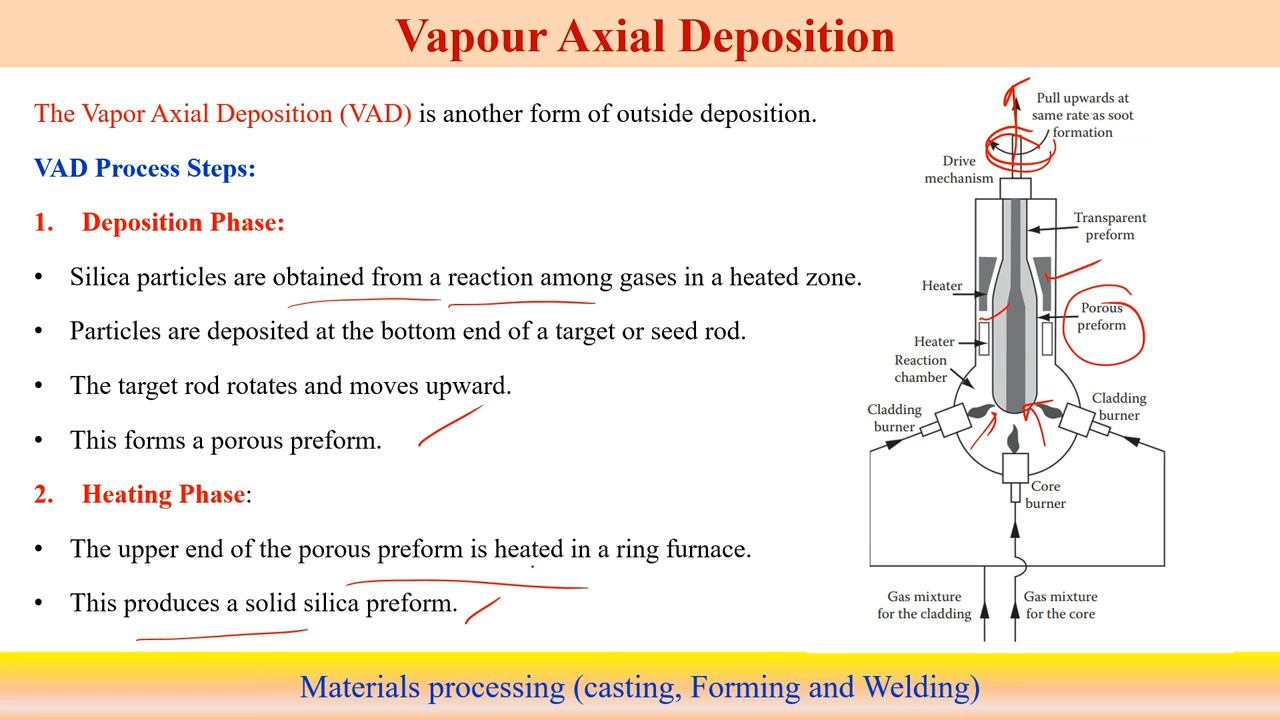 Vapour Axial Deposition
The Vapor Axial Deposition (VAD) is another form of outside deposition.
VAD Process Steps:
1. Deposition Phase:
• Silica particles are obtained from a reaction among gases in a heated zone.
• Particles are deposited at the bottom end of a target or seed rod.
• The target rod rotates and moves upward.
• This forms a porous preform.
2. Heating Phase:
• The upper end of the porous preform is heated in a ring furnace.
• This produces a solid silica preform.
Pull upwards at
same rate as soot
formation
Drive
mechanism
Transparent
preform
Heater
Porous
preform
Heater
Reaction
chamber
Cladding
burner
Cladding
burner
Core
burner
Gas mixture
for the cladding
Gas mixture
for the core
Materials processing (casting, Forming and Welding)